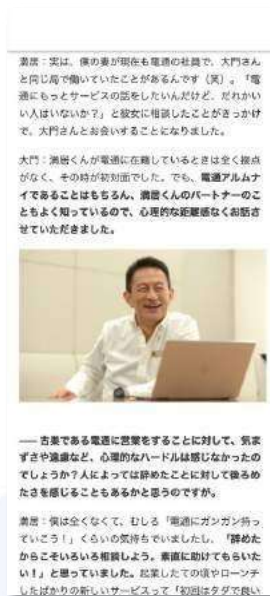 満居：実は、僕の妻が現在も電通の社員で、大門さん
と同じ局で働いていたことがあるんです（笑）。「電
通にもっとサービスの話をしたいんだけど、だれかい
い人はいないか？」と彼女に相談したことがきっかけ
で、大門さんとお会いすることになりました。
大門：満居くんが電通に在籍しているときは全く接点
がなく、その時が初対面でした。でも、電通アルムナ
イであることはもちろん、満居くんのパートナーのこ
ともよく知っているので、心理的な距離感なくお話さ
せていただきました。
—— 古巣である電通に営業をすることに対して、気ま
ずさや遠慮など、心理的なハードルは感じなかったの
でしょうか？人によっては辞めたことに対して後ろめ
たさを感じることもあるかと思うのですが。
満居：僕は全くなくて、むしろ「電通にガンガン持っ
ていこう！」くらいの気持ちでいましたし、「辞めた
からこそいろいろ相談しよう。素直に助けてもらいた
い！」と思っていました。起業したての頃やローンチ
したばかりの新しいサービスって「初回はタダで良い